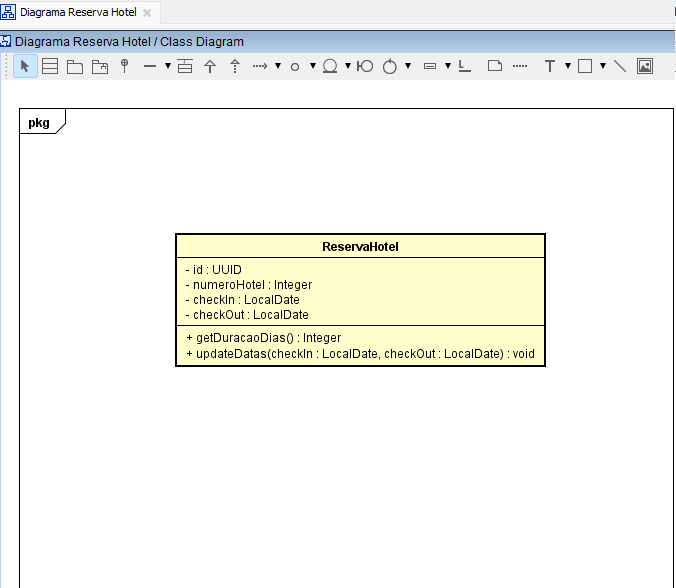 Diagrama Reserva Hotel
Diagrama Reserva Hotel / Class Diagram
T
pkg
ReservaHotel
- id : UUID
- numeroHotel : Integer
- checkIn : LocalDate
- checkOut : LocalDate
+ getDuracaoDias() : Integer
+ updateDatas(checkIn : LocalDate, checkOut : LocalDate) : void